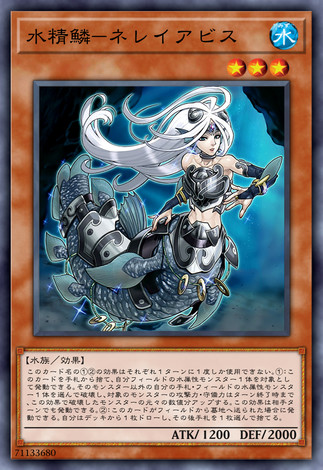 水精鱗−ネレイアビス
水
【水族／効果】
このカード名の①②の効果はそれぞれ１ターンに１度しか使用できない。①：こ
のカードを手札から捨て、自分フィールドの水属性モンスター１体を対象とし
て発動できる。そのモンスター以外の自分の手札・フィールドの水属性モンスタ
ー１体を選んで破壊し、対象のモンスターの攻撃力・守備力はターン終了時ま
で、この効果で破壊したモンスターの元々の数値分アップする。この効果は相手タ
ーンでも発動できる。②：このカードがフィールドから墓地へ送られた場合に発
動できる。自分はデッキから１枚ドローし、その後手札を１枚選んで捨てる。
ATK/ 1200 DEF/2000
71133680